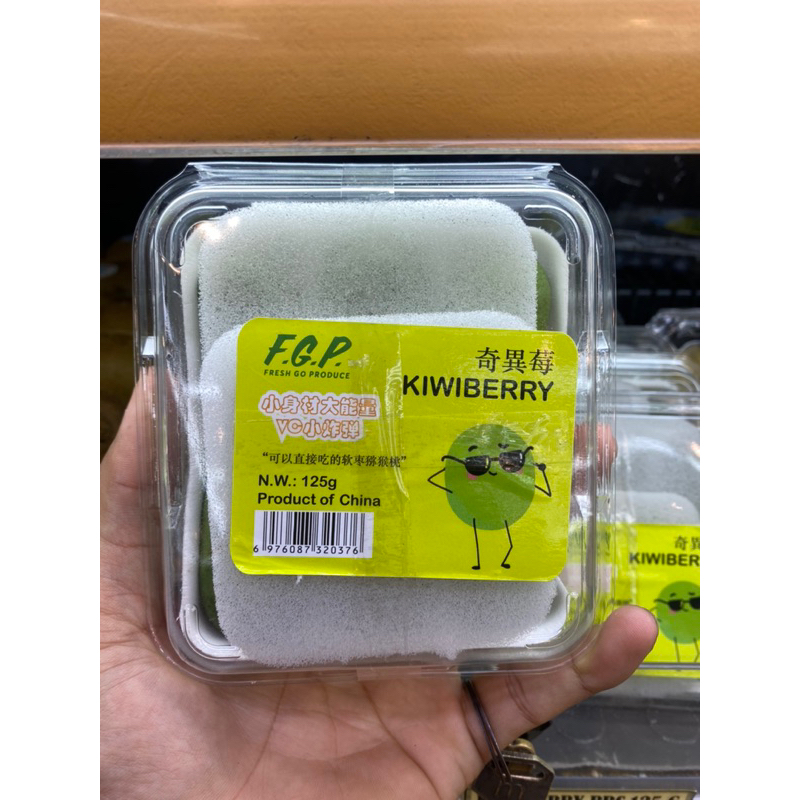 F.G.P.
FRESH GO PRODUCE
奇異莓
KIWIBERRY
小身材大能量
VC小炸弹
“可以直接吃的软枣猕猴桃”
N.W.: 125g
Product of China
6 976087 320376
奇異
KIWIBER